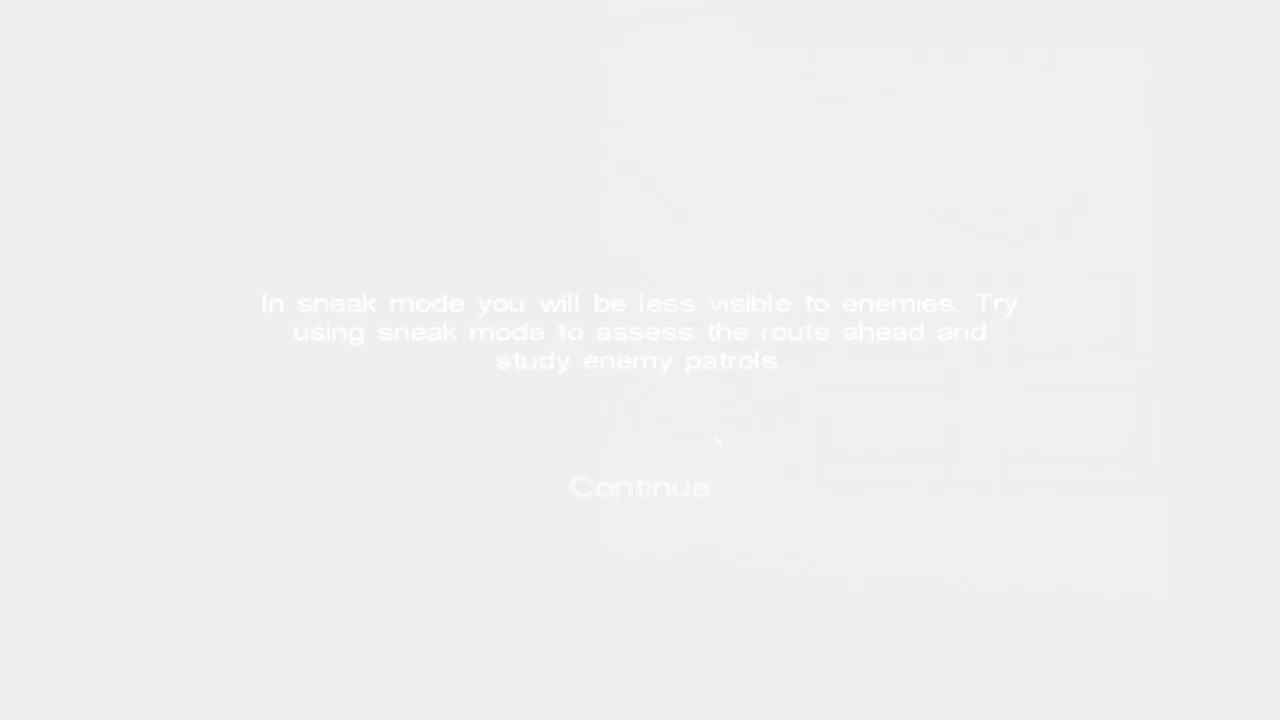 In sneak mode you will be less visible to enemies. Try
using sneak mode to assess the route ahead and
study enemy patrols.
Continue